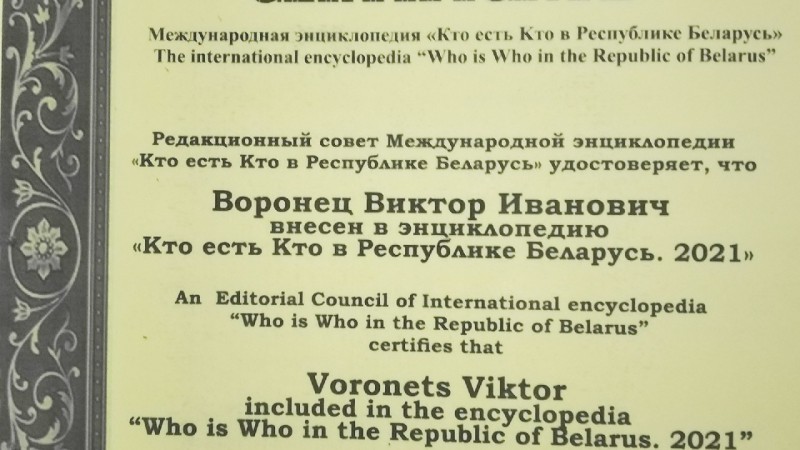 Международная энциклопедия «Кто есть Кто в Республике Беларусь»
The international encyclopedia “Who is Who in the Republic of Belarus”
Редакционный совет Международной энциклопедии
«Кто есть Кто в Республике Беларусь» удостоверяет, что
Воронец Виктор Иванович
внесен в энциклопедию
«Кто есть Кто в Республике Беларусь. 2021»
An Editorial Council of International encyclopedia
“Who is Who in the Republic of Belarus”
certifies that
Voronets Viktor
included in the encyclopedia
“Who is Who in the Republic of Belarus. 2021”